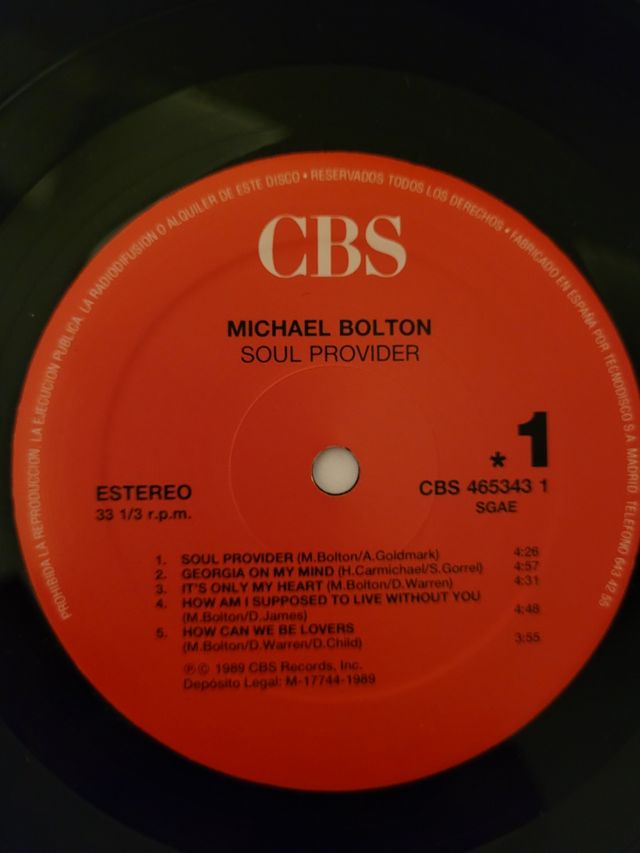 PROHIBIDA LA REPRODUCCION, LA EJECUCION PUBLICA, LA RADIODIFUSION O ALQUILER DE ESTE DISCO • RESERVADOS TODOS LOS DERECHOS • FABRICADO EN ESPAÑA POR TECNODISCO S.A. MADRID. TELEFONO 643 42 55
CBS
MICHAEL BOLTON
SOUL PROVIDER
* 1
ESTEREO
33 1/3 r.p.m.
CBS 465343 1
SGAE
1. SOUL PROVIDER (M.Bolton/A.Goldmark) 4:26
2. GEORGIA ON MY MIND (H.Carmichael/S.Gorrel) 4:57
3. IT'S ONLY MY HEART (M.Bolton/D.Warren) 4:31
4. HOW AM I SUPPOSED TO LIVE WITHOUT YOU
(M.Bolton/D.James) 4:48
5. HOW CAN WE BE LOVERS
(M.Bolton/D.Warren/D.Child) 3:55
℗ © 1989 CBS Records, Inc.
Depósito Legal: M-17744-1989